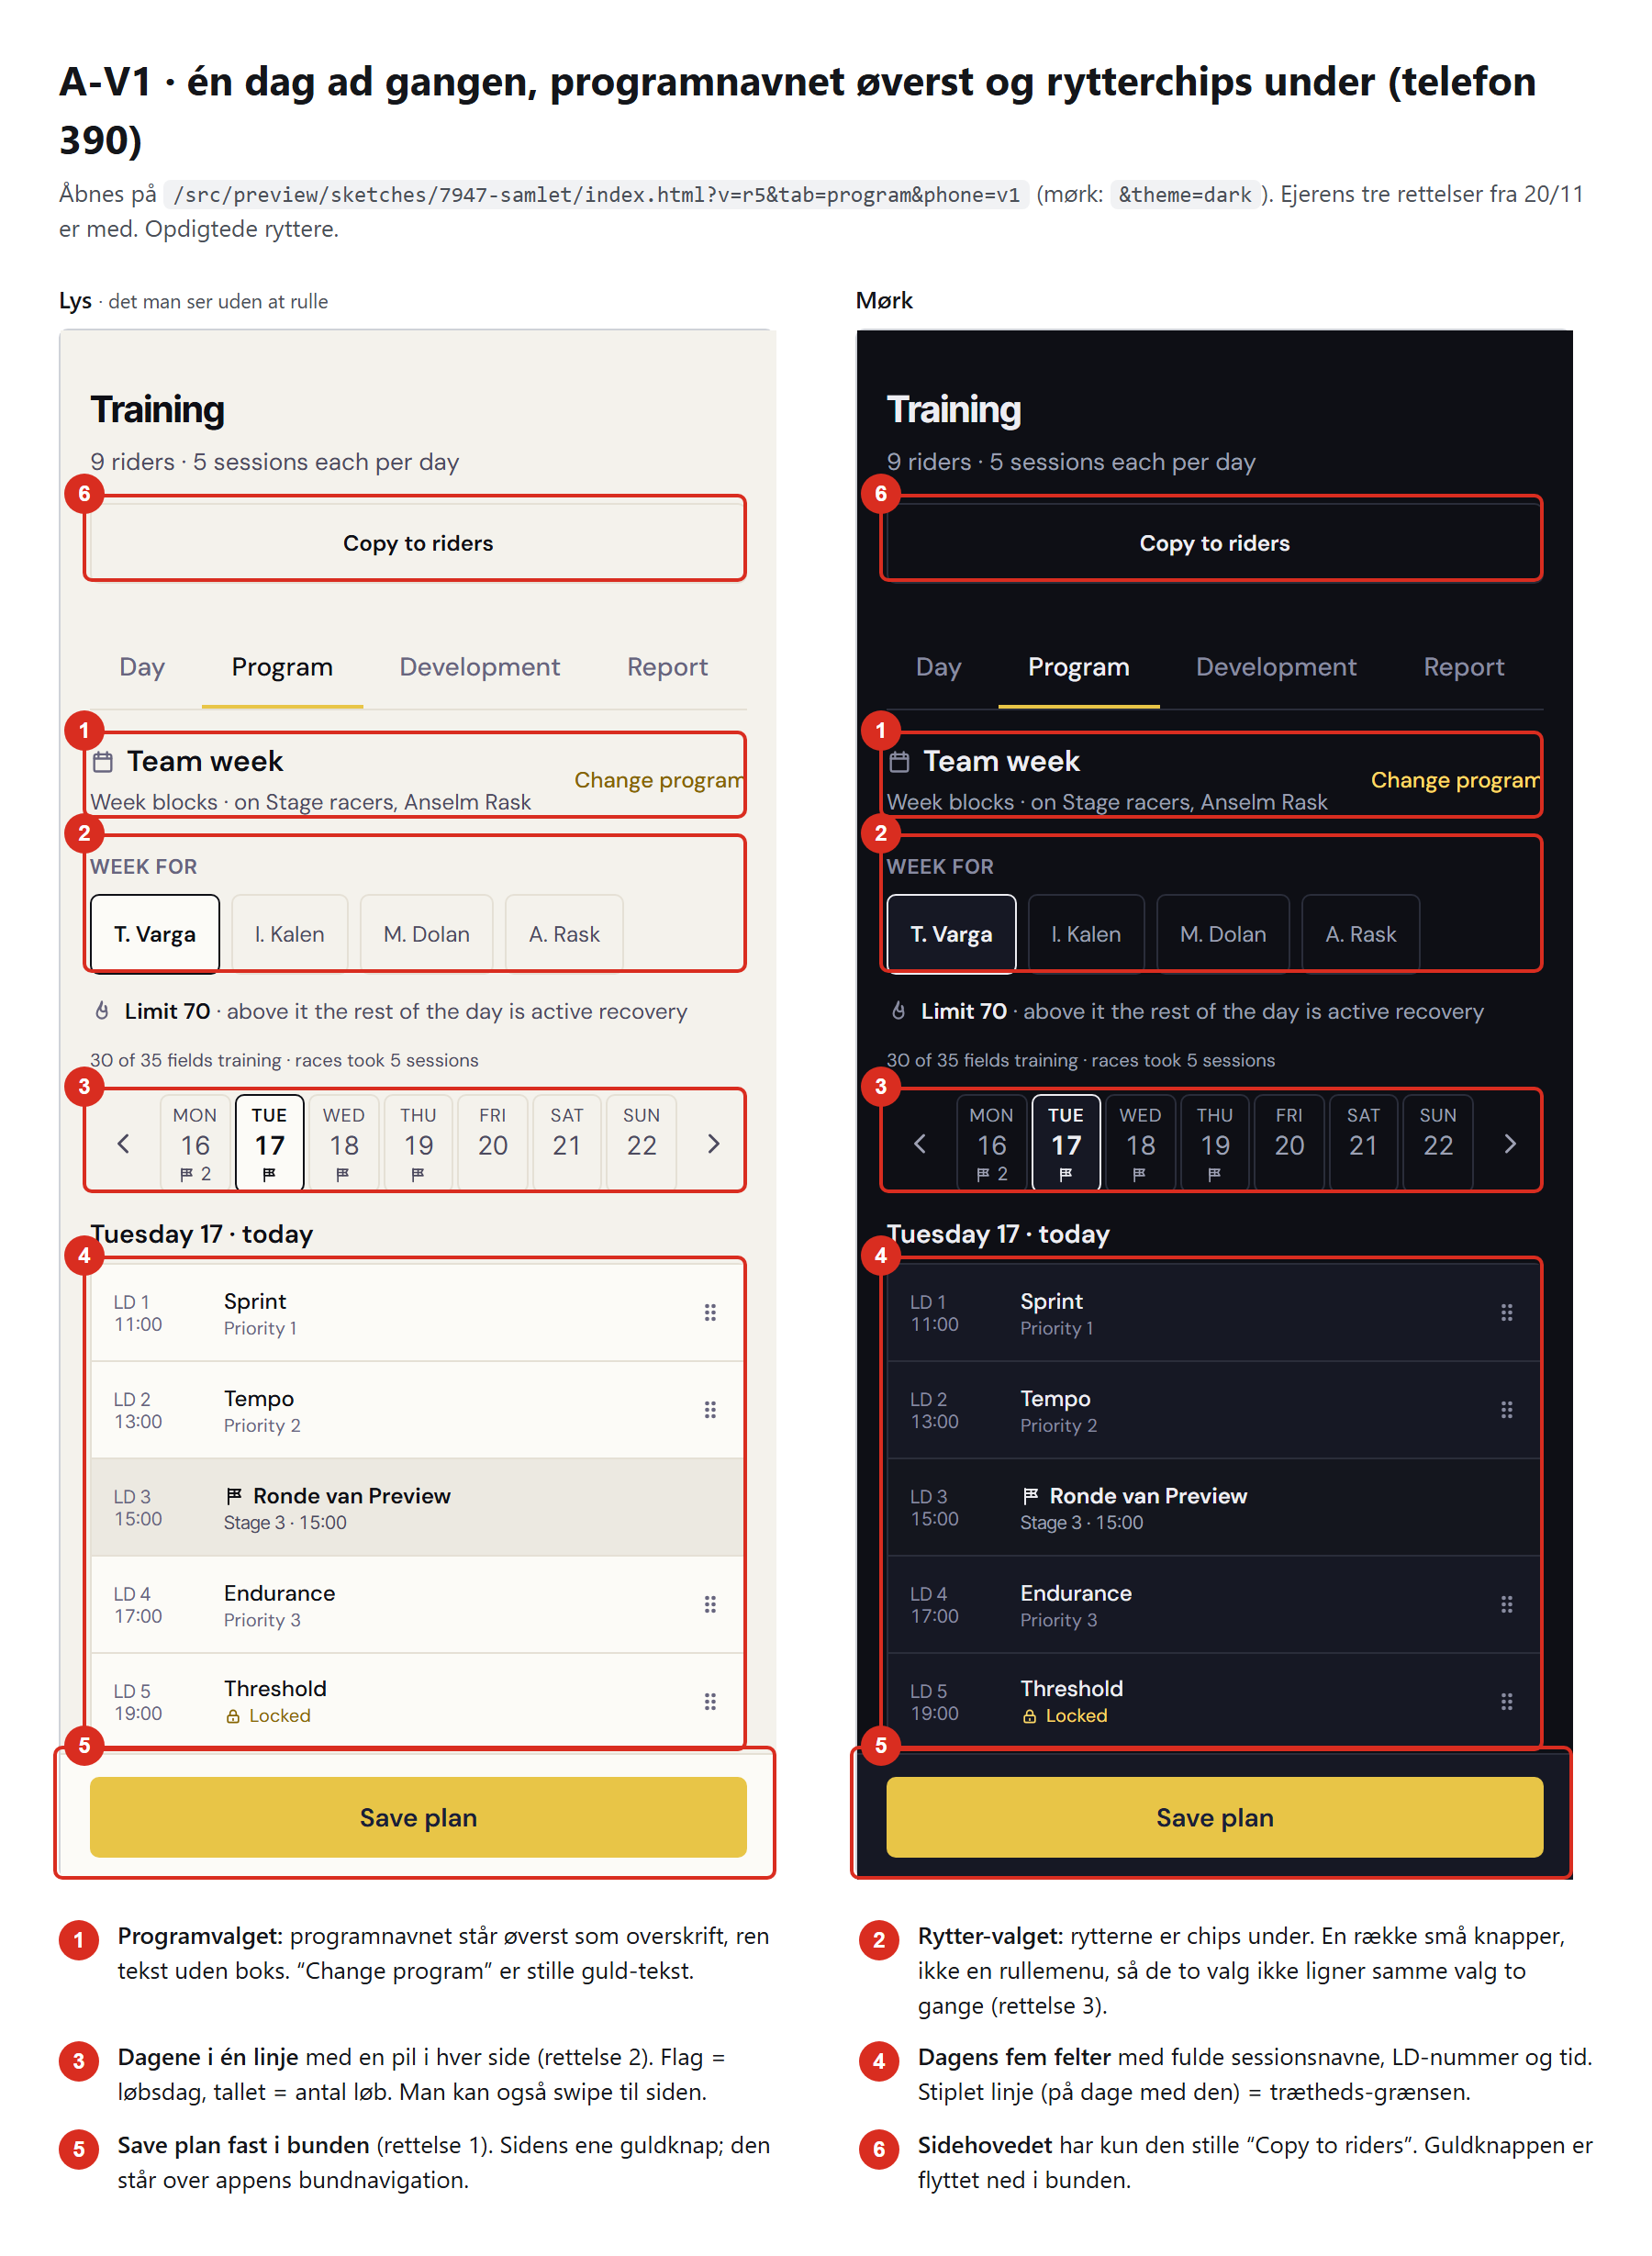 A-V1 · én dag ad gangen, programnavnet øverst og rytterchips under (telefon
390)
Åbnes på /src/preview/sketches/7947-samlet/index.html?v=r5&tab=program&phone=v1 (mørk: &theme=dark). Ejerens tre rettelser fra 20/11
er med. Opdigtede ryttere.
Lys · det man ser uden at rulle
Training
9 riders · 5 sessions each per day
6
Copy to riders
Day Program Development Report
1
Team week
Change program
Week blocks · on Stage racers, Anselm Rask
2
WEEK FOR
T. Varga I. Kalen M. Dolan A. Rask
Limit 70 · above it the rest of the day is active recovery
30 of 35 fields training · races took 5 sessions
3
MON TUE WED THU FRI SAT SUN
16 17 18 19 20 21 22
2
Tuesday 17 · today
4
LD 1 Sprint
11:00 Priority 1
LD 2 Tempo
13:00 Priority 2
LD 3 Ronde van Preview
15:00 Stage 3 · 15:00
LD 4 Endurance
17:00 Priority 3
LD 5 Threshold
19:00 Locked
5
Save plan
Mørk
Training
9 riders · 5 sessions each per day
6
Copy to riders
Day Program Development Report
1
Team week
Change program
Week blocks · on Stage racers, Anselm Rask
2
WEEK FOR
T. Varga I. Kalen M. Dolan A. Rask
Limit 70 · above it the rest of the day is active recovery
30 of 35 fields training · races took 5 sessions
3
MON TUE WED THU FRI SAT SUN
16 17 18 19 20 21 22
2
Tuesday 17 · today
4
LD 1 Sprint
11:00 Priority 1
LD 2 Tempo
13:00 Priority 2
LD 3 Ronde van Preview
15:00 Stage 3 · 15:00
LD 4 Endurance
17:00 Priority 3
LD 5 Threshold
19:00 Locked
5
Save plan
1 Programvalget: programnavnet står øverst som overskrift, ren
tekst uden boks. “Change program” er stille guld-tekst.
2 Rytter-valget: rytterne er chips under. En række små knapper,
ikke en rullemenu, så de to valg ikke ligner samme valg to
gange (rettelse 3).
3 Dagene i én linje med en pil i hver side (rettelse 2). Flag =
løbsdag, tallet = antal løb. Man kan også swipe til siden.
4 Dagens fem felter med fulde sessionsnavne, LD-nummer og tid.
Stiplet linje (på dage med den) = trætheds-grænsen.
5 Save plan fast i bunden (rettelse 1). Sidens ene guldknap; den
står over appens bundnavigation.
6 Sidehovedet har kun den stille “Copy to riders”. Guldknappen er
flyttet ned i bunden.